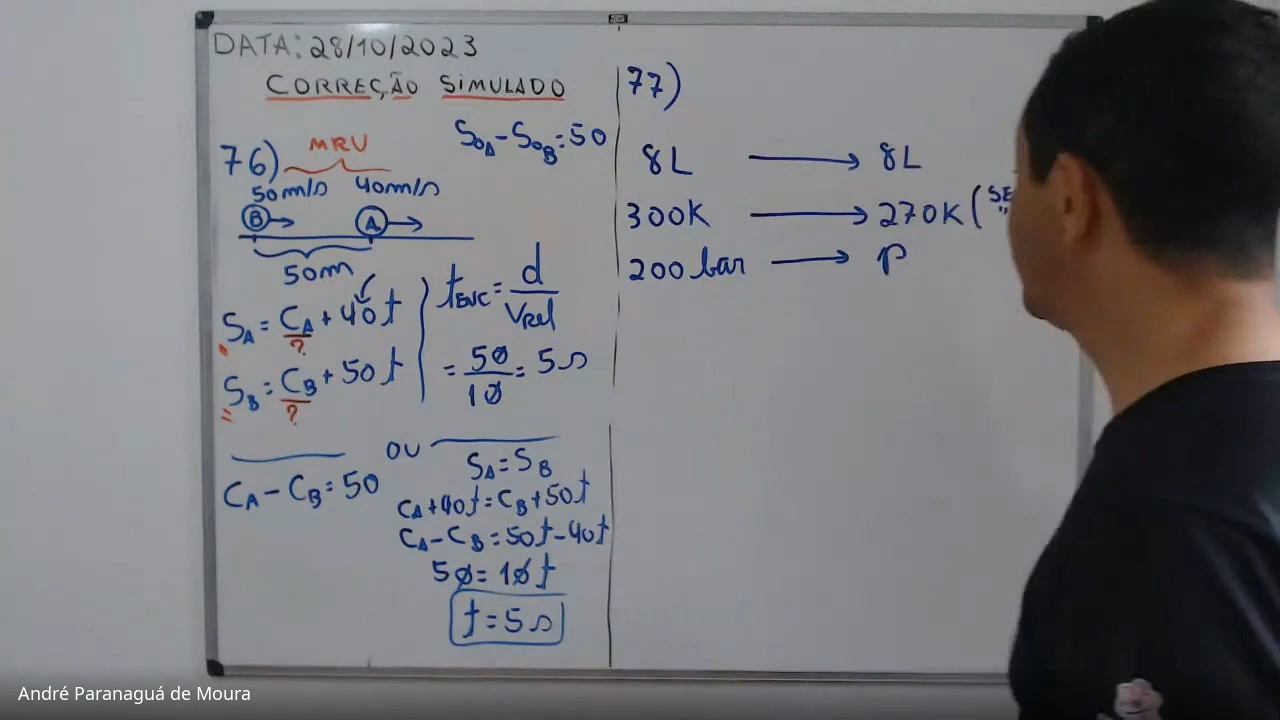 DATA: 28/10/2023
CORREÇÃO SIMULADO
76)
MRU
S₀A - S₀B = 50
50m/s 40m/s
B A
50m
SA = CA + 40t
?
SB = CB + 50t
?
tENC = d/VRel
= 50/10 = 5s
OU
CA - CB = 50
SA = SB
CA + 40t = CB + 50t
CA - CB = 50t - 40t
50 = 10t
t = 5s
77)
8L → 8L
300K → 270K (
200 bar → P
André Paranaguá de Moura